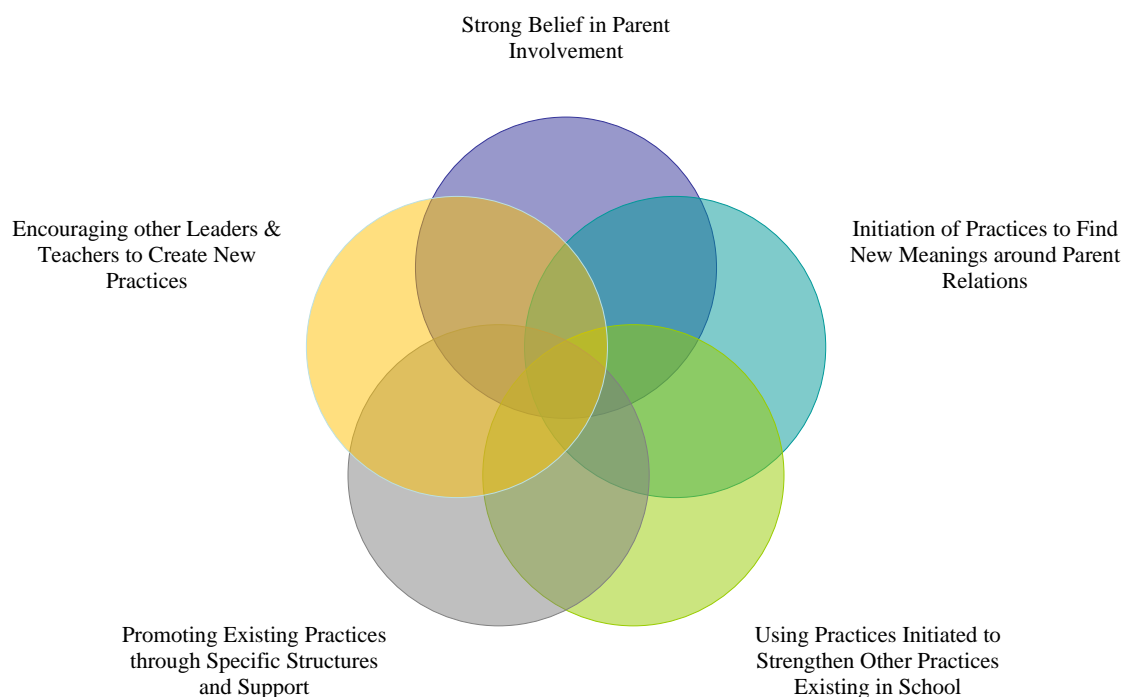 Strong Belief in Parent
Involvement
Encouraging other Leaders &
Teachers to Create New
Practices
Initiation of Practices to Find
New Meanings around Parent
Relations
Promoting Existing Practices
through Specific Structures
and Support
Using Practices Initiated to
Strengthen Other Practices
Existing in School